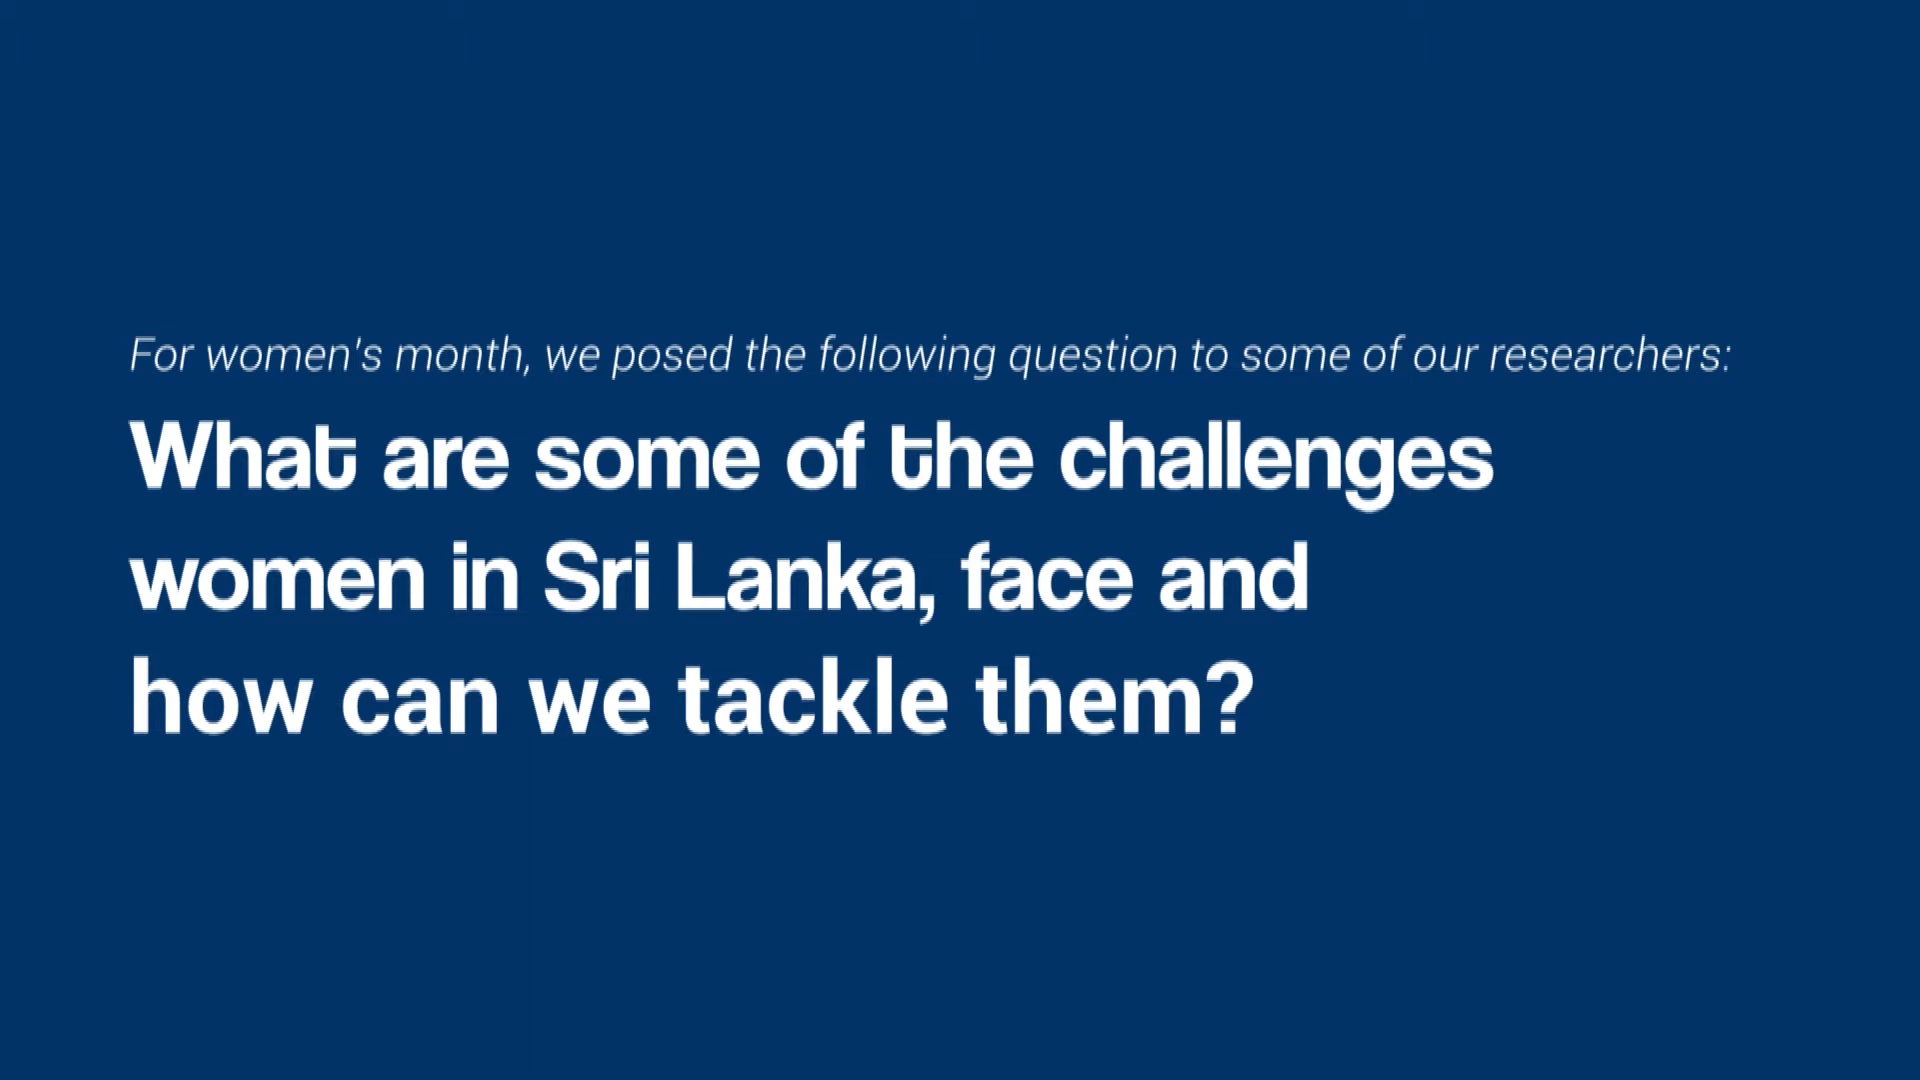 For women's month, we posed the following question to some of our researchers:
What are some of the challenges
women in Sri Lanka, face and
how can we tackle them?